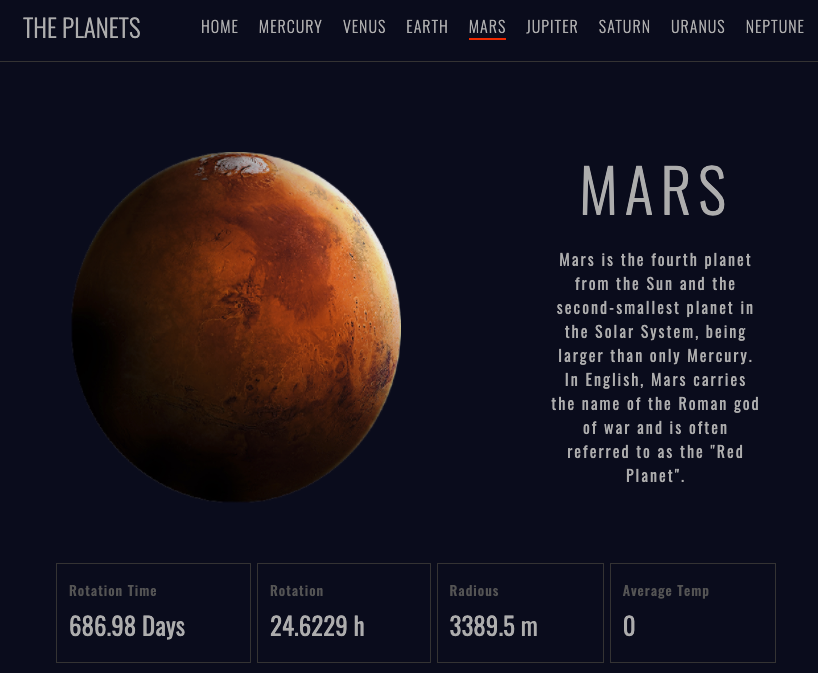 THE PLANETS
HOME MERCURY VENUS EARTH MARS JUPITER SATURN URANUS NEPTUNE
MARS
Mars is the fourth planet
from the Sun and the
second-smallest planet in
the Solar System, being
larger than only Mercury.
In English, Mars carries
the name of the Roman god
of war and is often
referred to as the "Red
Planet".
Rotation Time
686.98 Days
Rotation
24.6229 h
Radious
3389.5 m
Average Temp
0